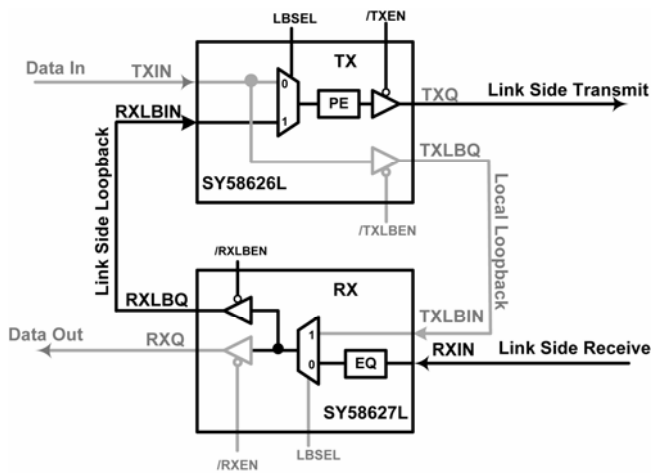 LBSEL
/TXEN
Data In
TXIN
TX
0
PE
TXQ
Link Side Transmit
RXLBIN
1
TXLBQ
SY58626L
/TXLBEN
Link Side Loopback
Local Loopback
/RXLBEN
RX
RXLBQ
TXLBIN
1
Data Out
RXQ
0
EQ
RXIN
Link Side Receive
SY58627L
/RXEN
LBSEL